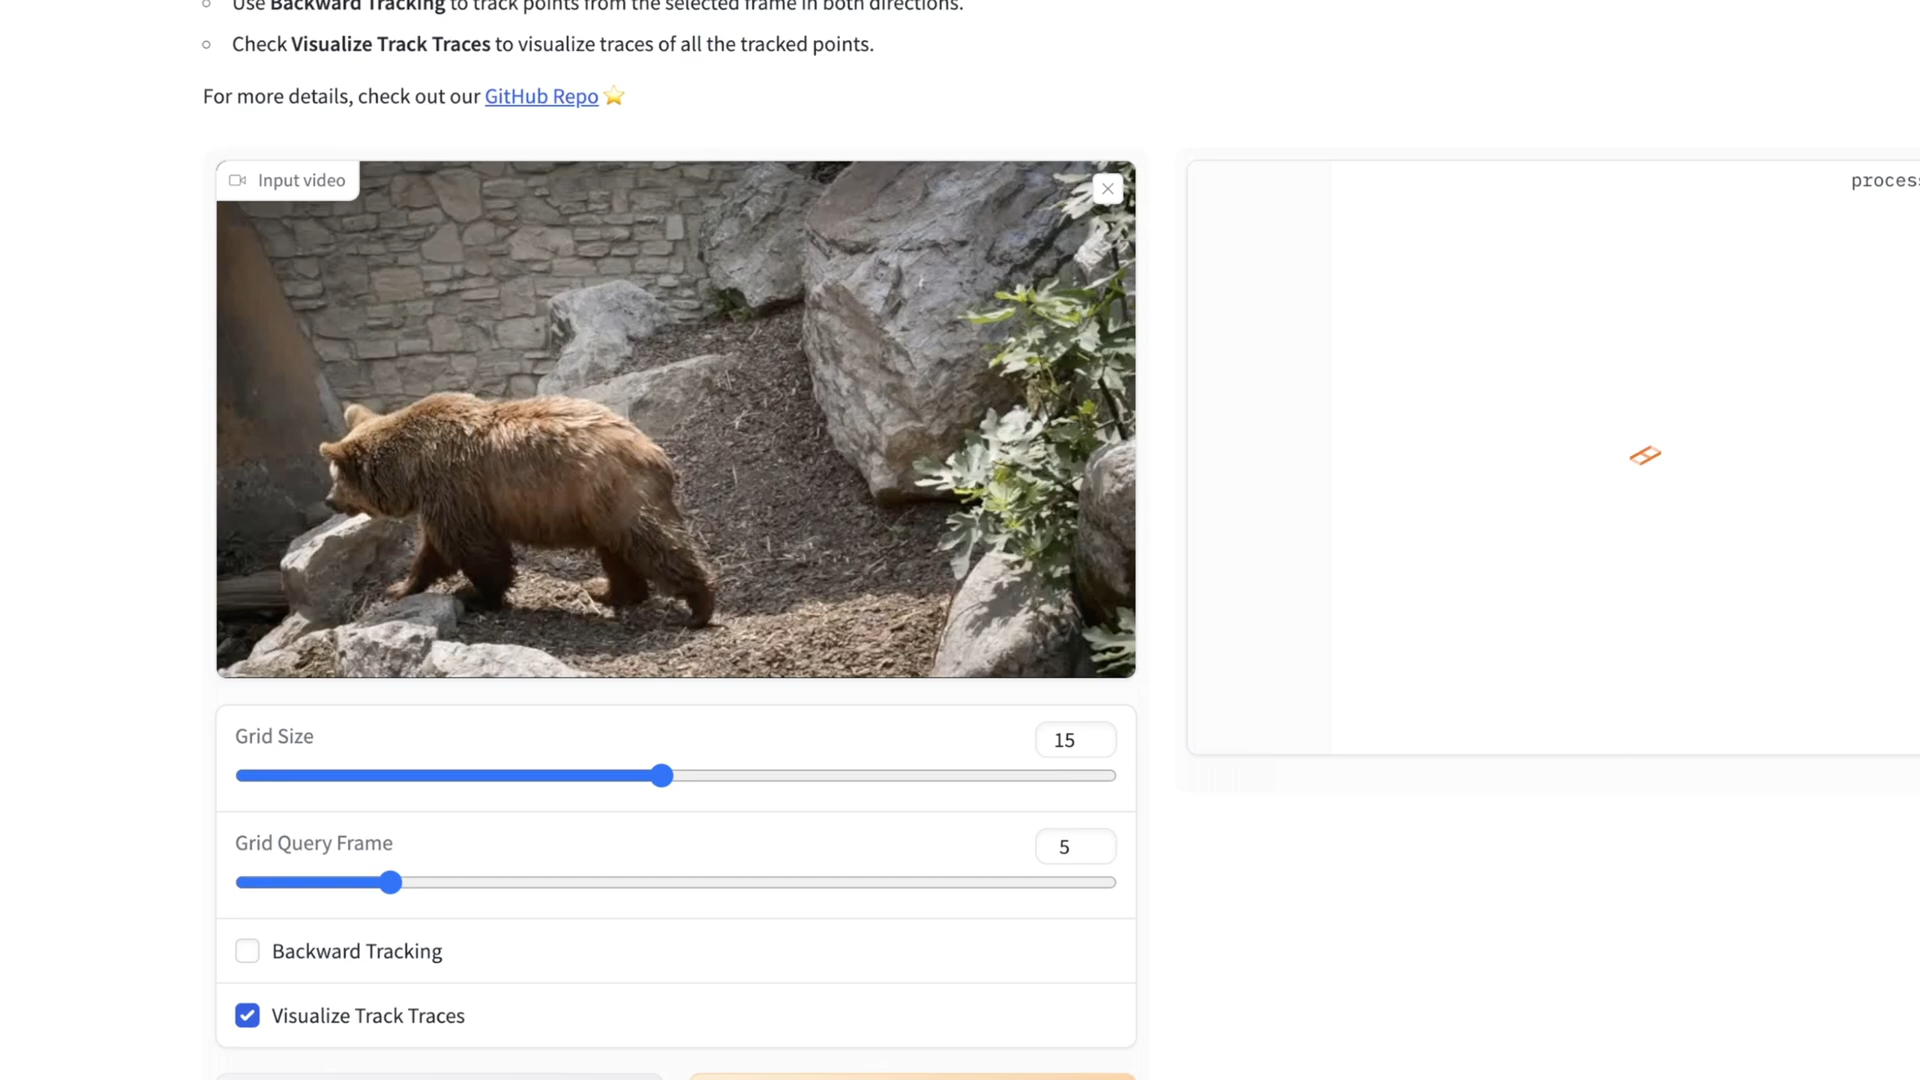 Use Backward Tracking to track points from the selected frame in both directions.
Check Visualize Track Traces to visualize traces of all the tracked points.
For more details, check out our GitHub Repo ⭐
Input video
process
Grid Size
15
Grid Query Frame
5
Backward Tracking
Visualize Track Traces